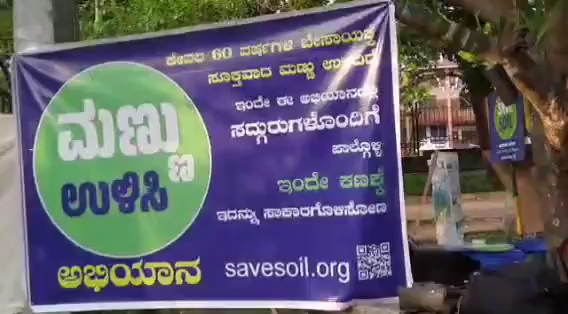 ಮಣ್ಣು
ಉಳಿಸಿ
ಅಭಿಯಾನ
ಕೇವಲ 60 ವರ್ಷಗಳ ಬೇಸಾಯಕ್ಕೆ
ಸೂಕ್ತವಾದ ಮಣ್ಣು ಉಳಿದಿದೆ
ಇಂದೇ ಈ ಅಭಿಯಾನದಲ್ಲಿ
ಸದ್ಗುರುಗಳೊಂದಿಗೆ
ಪಾಲ್ಗೊಳ್ಳಿ
ಇಂದೇ ಕಣಕ್ಕೆ
ಇದನ್ನು ಸಾಕಾರಗೊಳಿಸೋಣ
savesoil.org